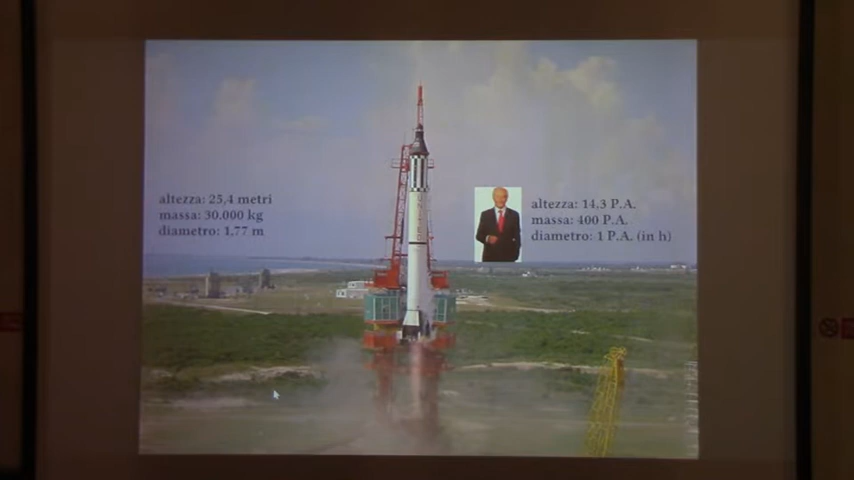 altezza: 25,4 metri
massa: 30.000 kg
diametro: 1,77 m
altezza: 14.3 P.A.
massa: 400 P.A.
diametro: 1 P.A. (in h)